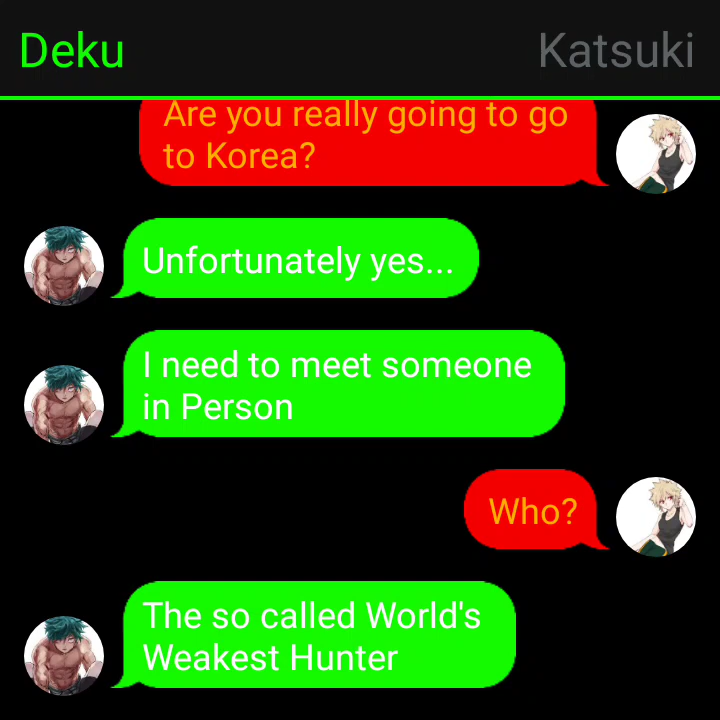 Deku
Katsuki
Are you really going to go
to Korea?
Unfortunately yes...
I need to meet someone
in Person
Who?
The so called World's
Weakest Hunter